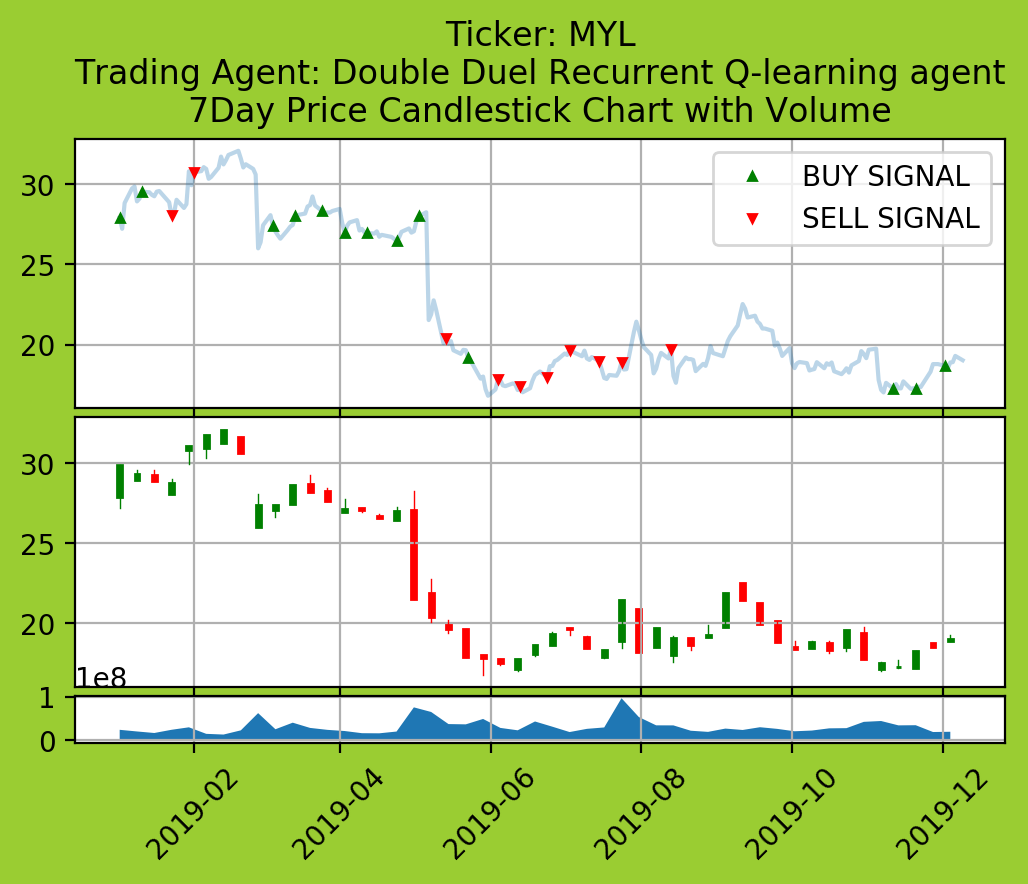 Ticker: MYL
Trading Agent: Double Duel Recurrent Q-learning agent
7Day Price Candlestick Chart with Volume
30
25
20
BUY SIGNAL
SELL SIGNAL
30
25
20
1e8
1
0
2019-02
2019-04
2019-06
2019-08
2019-10
2019-12